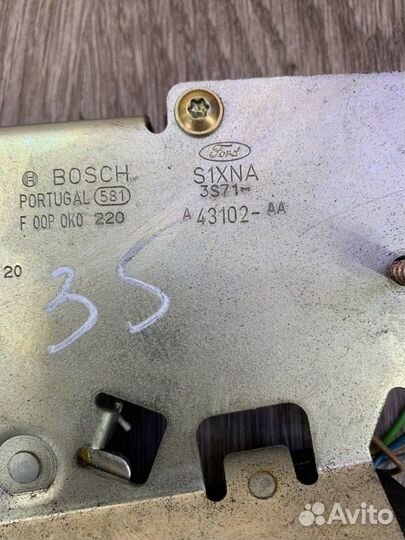 Ford
BOSCH S1XNA
PORTUGAL 581 3S71-
F 00P 0K0 220 A 43102- AA
20
35
Avito